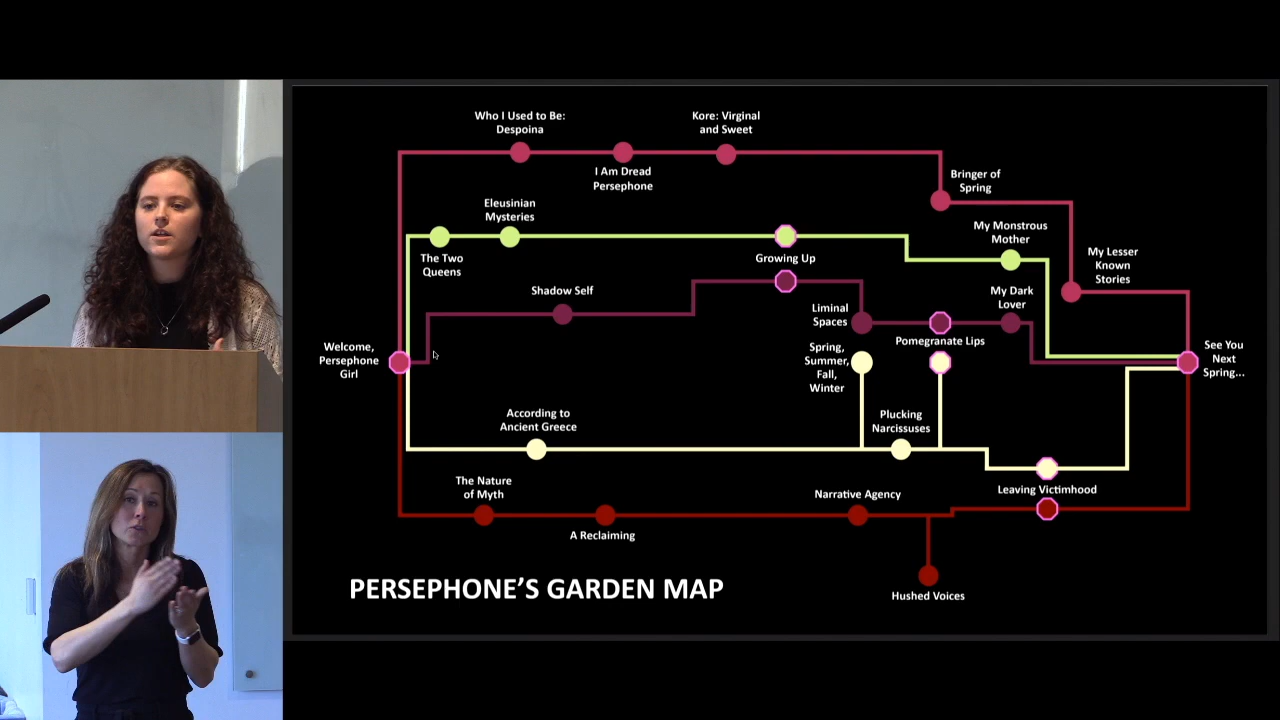 Who I Used to Be:
Despoina
Kore: Virginal
and Sweet
I Am Dread
Persephone
Bringer of
Spring
Eleusinian
Mysteries
The Two
Queens
Growing Up
My Monstrous
Mother
My Lesser
Known
Stories
Shadow Self
Liminal
Spaces
My Dark
Lover
Pomegranate Lips
Welcome,
Persephone
Girl
Spring,
Summer,
Fall,
Winter
See You
Next
Spring...
According to
Ancient Greece
Plucking
Narcissuses
The Nature
of Myth
A Reclaiming
Narrative Agency
Leaving Victimhood
Hushed Voices
PERSEPHONE'S GARDEN MAP